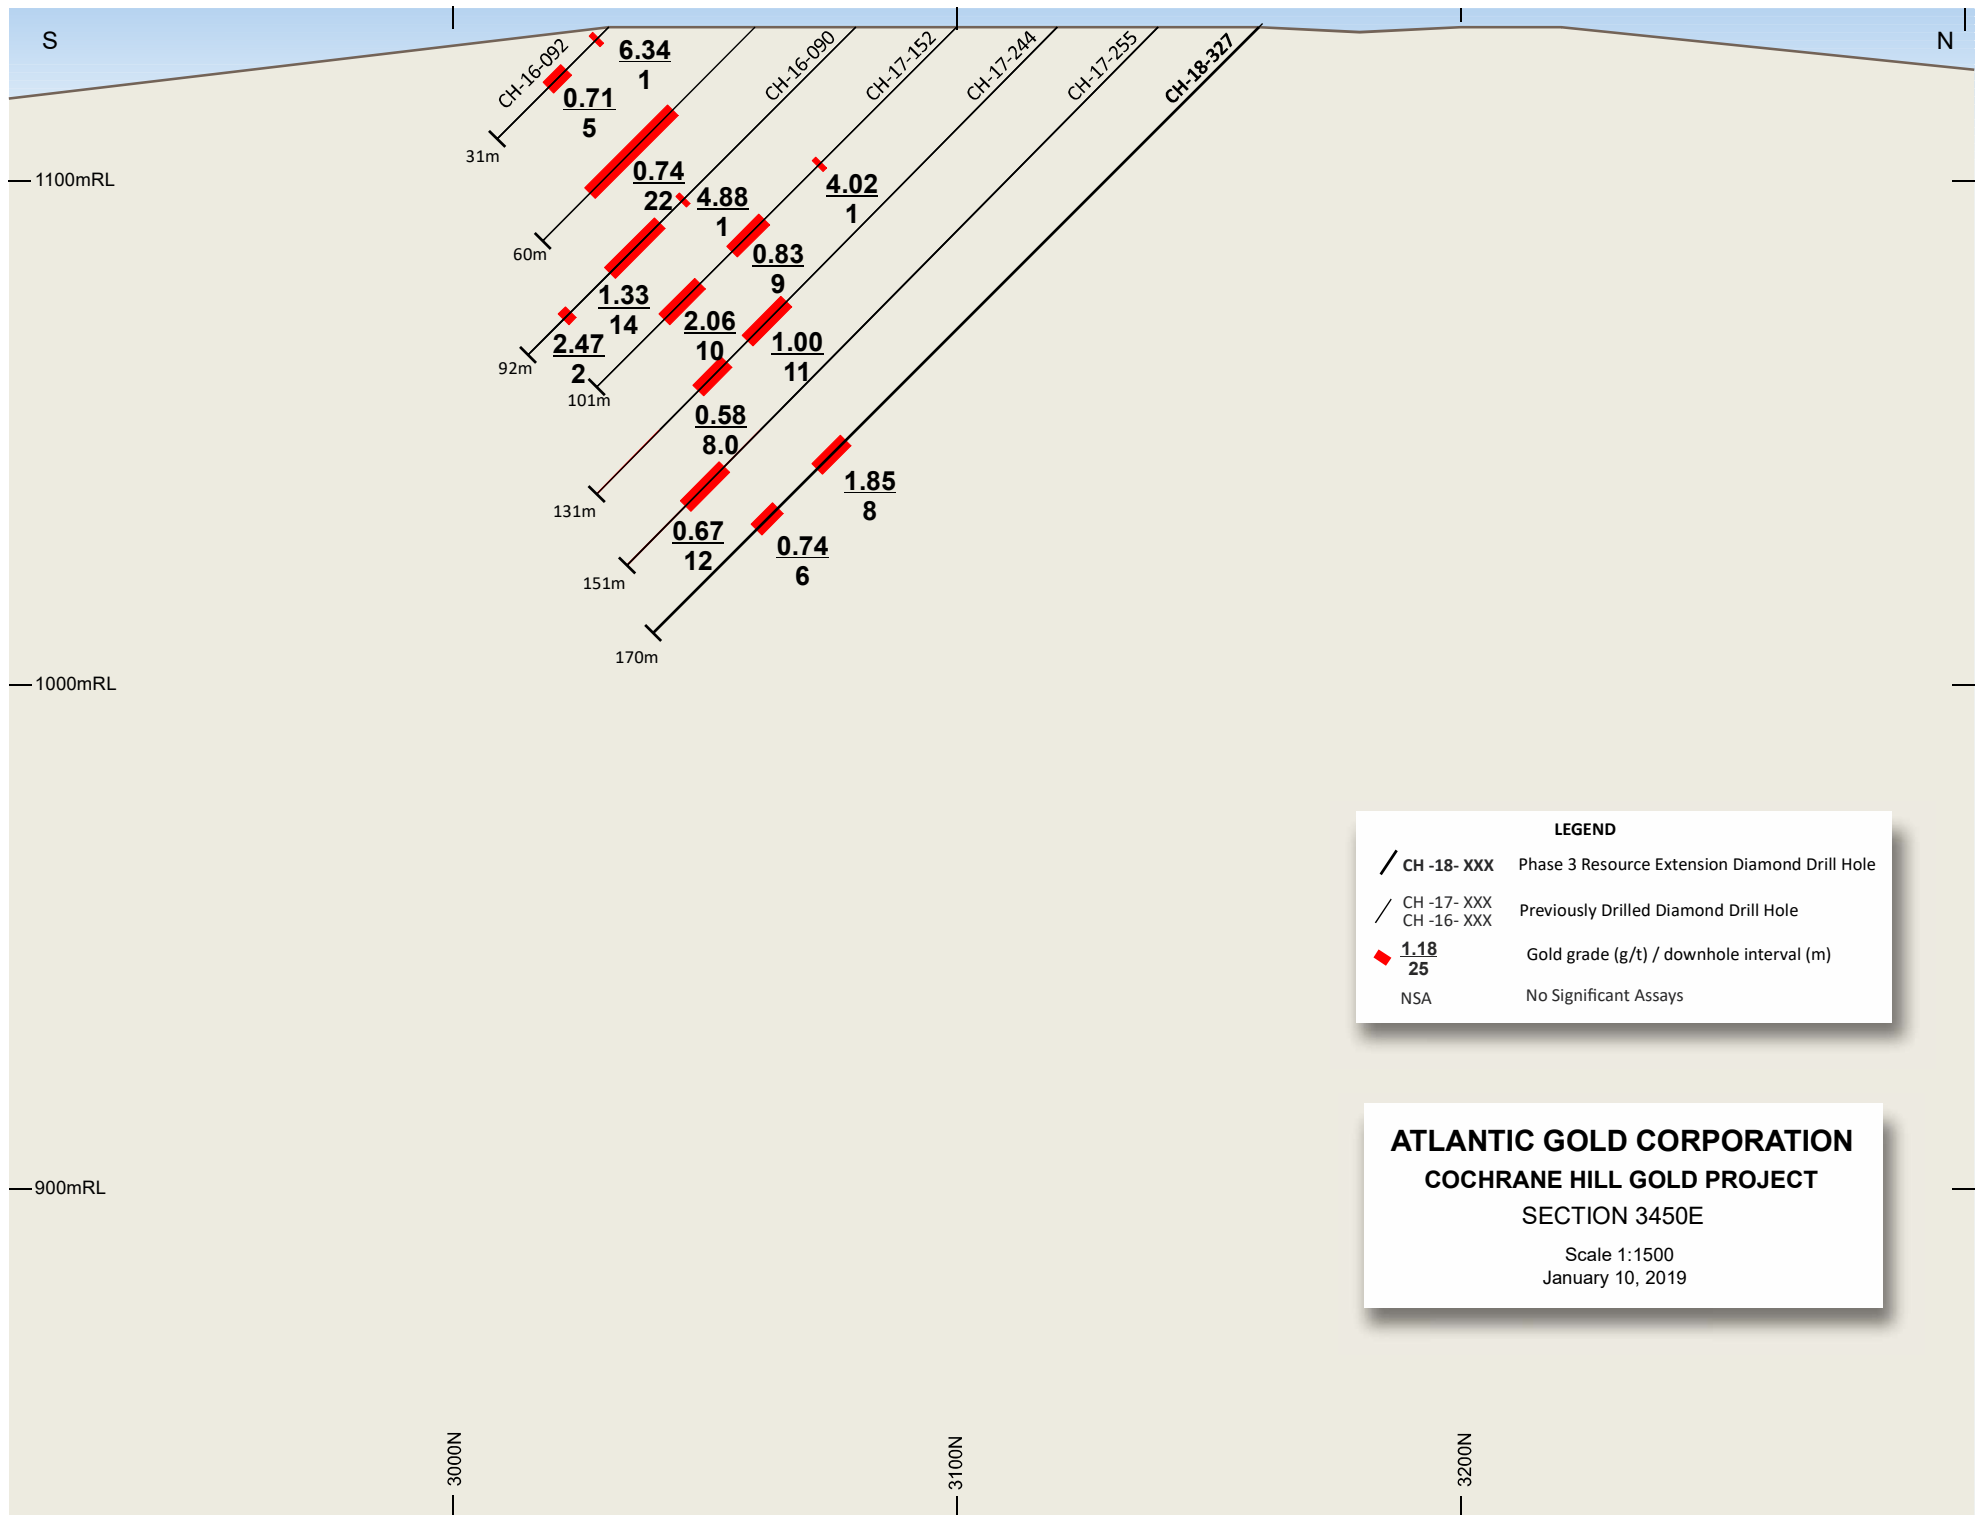 S
N
CH-16-092
CH-16-090
CH-17-152
CH-17-244
CH-17-255
CH-18-327
6.34
1
0.71
5
31m
1100mRL
0.74
22
4.88
1
4.02
1
60m
0.83
9
1.33
14
2.06
10
1.00
11
2.47
2
92m
101m
0.58
8.0
1.85
8
131m
0.67
12
0.74
6
151m
170m
1000mRL
LEGEND
CH -18- XXX Phase 3 Resource Extension Diamond Drill Hole
CH -17- XXX
CH -16- XXX
Previously Drilled Diamond Drill Hole
1.18
25
Gold grade (g/t) / downhole interval (m)
NSA No Significant Assays
ATLANTIC GOLD CORPORATION
COCHRANE HILL GOLD PROJECT
SECTION 3450E
Scale 1:1500
January 10, 2019
900mRL
3000N
3100N
3200N